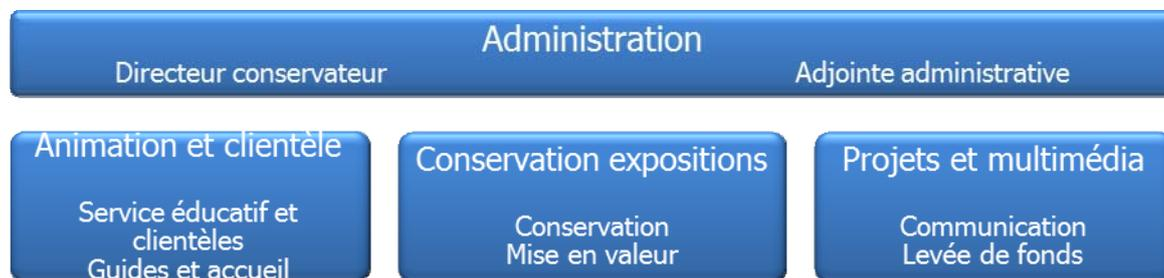 Administration
Directeur conservateur Adjointe administrative
Animation et clientèle
Service éducatif et
clientèles
Guides et accueil
Conservation expositions
Conservation
Mise en valeur
Projets et multimédia
Communication
Levée de fonds